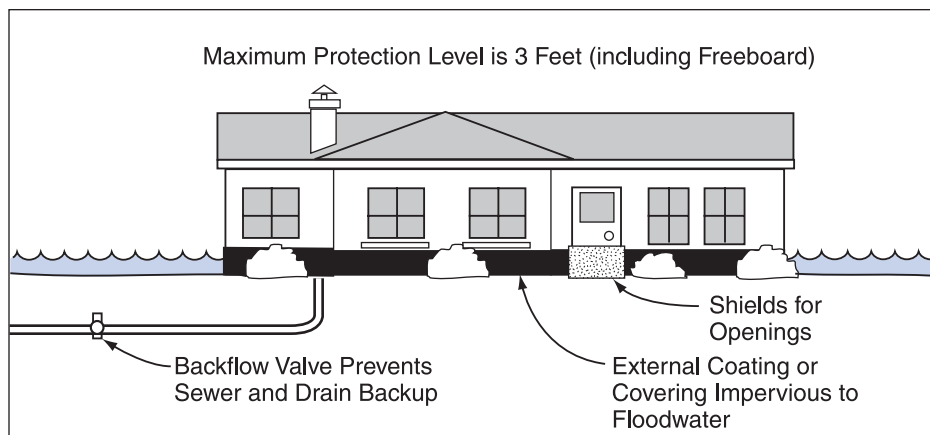 Maximum Protection Level is 3 Feet (including Freeboard)
Shields for
Openings
Backflow Valve Prevents
Sewer and Drain Backup
External Coating or
Covering Impervious to
Floodwater